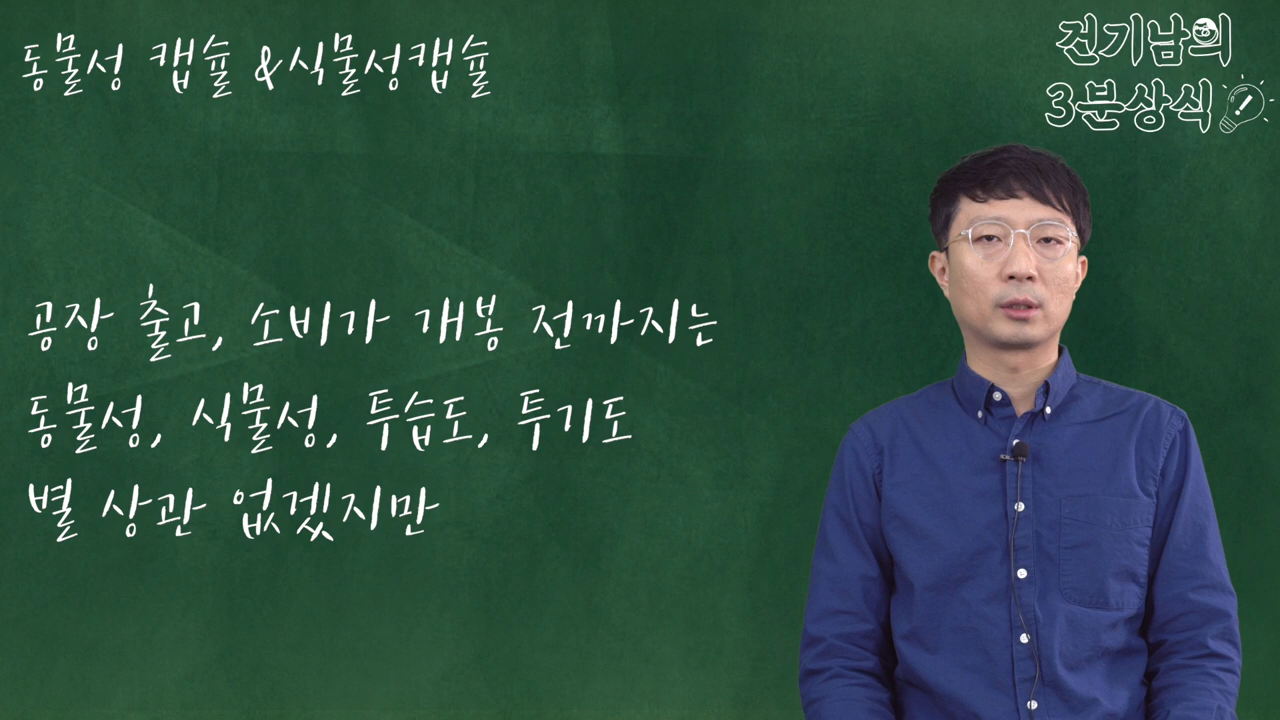 동물성 캡슐 &식물성캡슐
건기남의
3분상식
공장 출고, 소비가 개봉 전까지는
동물성, 식물성, 투습도, 투기도
별 상관 없겠지만